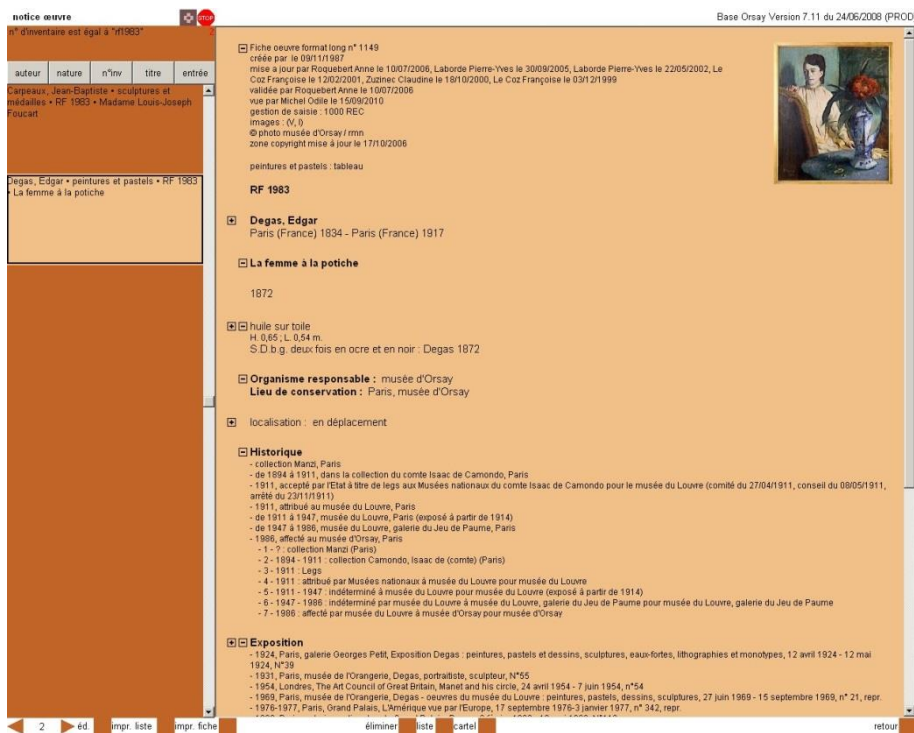 notice œuvre
STOP
Base Orsay Version 7.11 du 24/06/2008 (PROD
n° d'inventaire est égal à "rf1983"
2
auteur nature n°inv titre entrée
Carpeaux, Jean-Baptiste • sculptures et
médailles • RF 1983 • Madame Louis-Joseph
Foucart
Degas, Edgar • peintures et pastels • RF 1983
• La femme à la potiche
Fiche oeuvre format long n° 1149
créée par le 09/11/1987
mise a jour par Roquebert Anne le 10/07/2006, Laborde Pierre-Yves le 30/09/2005, Laborde Pierre-Yves le 22/05/2002, Le
Coz Françoise le 12/02/2001, Zuzinec Claudine le 18/10/2000, Le Coz Françoise le 03/12/1999
validée par Roquebert Anne le 10/07/2006
vue par Michel Odile le 15/09/2010
gestion de saisie : 1000 REC
images : (V, I)
© photo musée d'Orsay / rmn
zone copyright mise à jour le 17/10/2006
peintures et pastels : tableau
RF 1983
Degas, Edgar
Paris (France) 1834 - Paris (France) 1917
La femme à la potiche
1872
huile sur toile
H. 0,65 ; L. 0,54 m.
S.D.b.g. deux fois en ocre et en noir : Degas 1872
Organisme responsable : musée d'Orsay
Lieu de conservation : Paris, musée d'Orsay
localisation : en déplacement
Historique
- collection Manzi, Paris
- de 1894 à 1911, dans la collection du comte Isaac de Camondo, Paris
- 1911, accepté par l'Etat à titre de legs aux Musées nationaux du comte Isaac de Camondo pour le musée du Louvre (comité du 27/04/1911, conseil du 08/05/1911,
arrêté du 23/11/1911)
- 1911, attribué au musée du Louvre, Paris
- de 1911 à 1947, musée du Louvre, Paris (exposé à partir de 1914)
- de 1947 à 1986, musée du Louvre, galerie du Jeu de Paume, Paris
- 1986, affecté au musée d'Orsay, Paris
- 1 - ? : collection Manzi (Paris)
- 2 - 1894 - 1911 : collection Camondo, Isaac de (comte) (Paris)
- 3 - 1911 : Legs
- 4 - 1911 : attribué par Musées nationaux à musée du Louvre pour musée du Louvre
- 5 - 1911 - 1947 : indéterminé à musée du Louvre pour musée du Louvre (exposé à partir de 1914)
- 6 - 1947 - 1986 : indéterminé par musée du Louvre à musée du Louvre, galerie du Jeu de Paume pour musée du Louvre, galerie du Jeu de Paume
- 7 - 1986 : affecté par musée du Louvre à musée d'Orsay pour musée d'Orsay
Exposition
- 1924, Paris, galerie Georges Petit, Exposition Degas : peintures, pastels et dessins, sculptures, eaux-fortes, lithographies et monotypes, 12 avril 1924 - 12 mai
1924, N°39
- 1931, Paris, musée de l'Orangerie, Degas, portraitiste, sculpteur, N°55
- 1954, Londres, The Art Council of Great Britain, Manet and his circle, 24 avril 1954 - 7 juin 1954, n°54
- 1969, Paris, musée de l'Orangerie, Degas - oeuvres du musée du Louvre : peintures, pastels, dessins, sculptures, 27 juin 1969 - 15 septembre 1969, n° 21, repr.
- 1976-1977, Paris, Grand Palais, L'Amérique vue par l'Europe, 17 septembre 1976-3 janvier 1977, n° 342, repr.
2 éd. impr. liste impr. fiche éliminer liste cartel retour